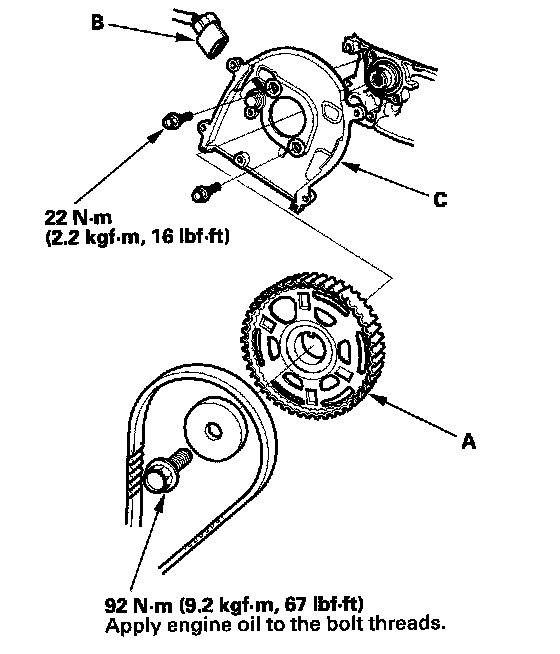 B
C
22 N·m
(2.2 kgf·m, 16 lbf·ft)
A
92 N·m (9.2 kgf·m, 67 lbf·ft)
Apply engine oil to the bolt threads.